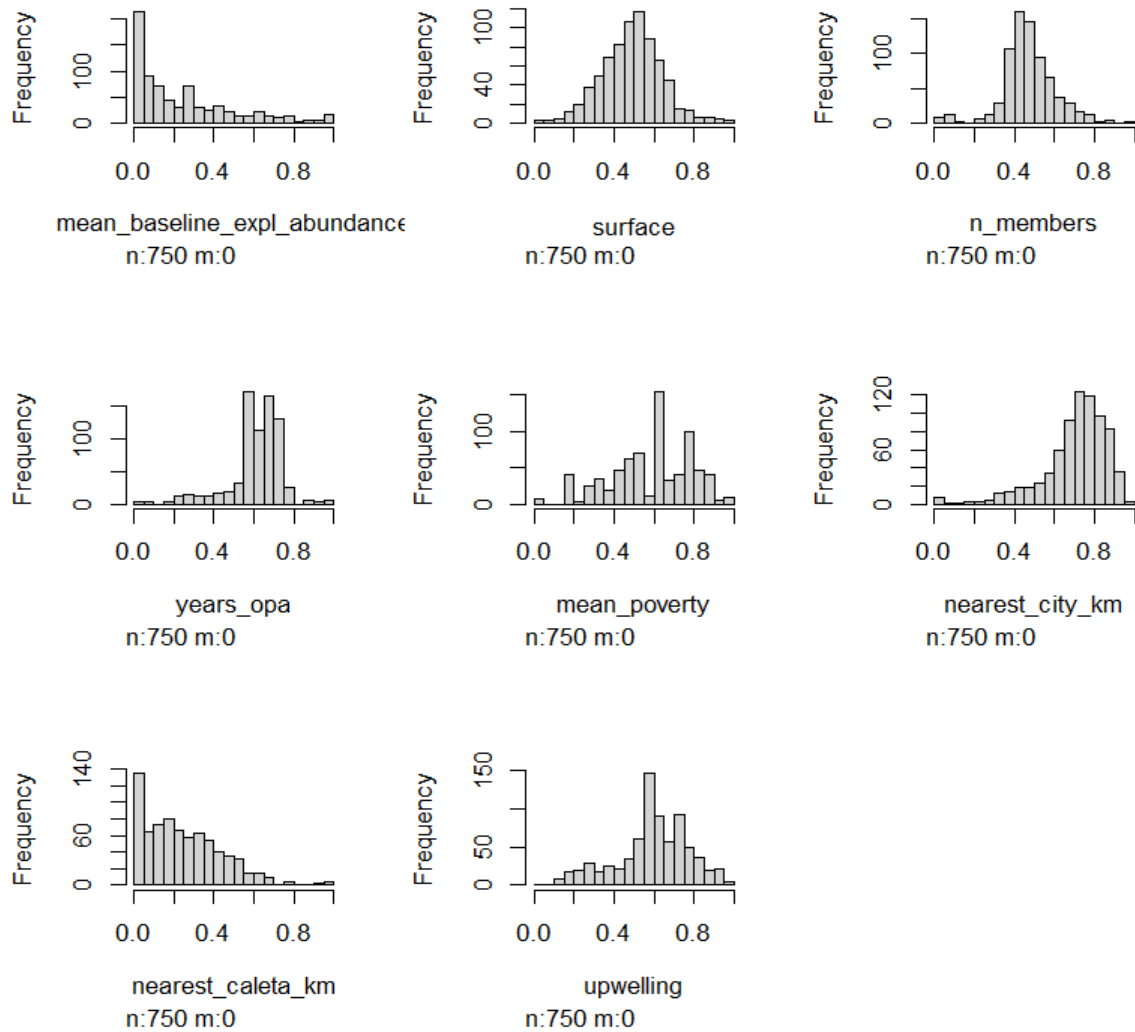 Frequency
0 100
0.0 0.4 0.8
mean_baseline_expl_abundance
n:750 m:0
Frequency
0 40 100
0.0 0.4 0.8
surface
n:750 m:0
Frequency
0 100
0.0 0.4 0.8
n_members
n:750 m:0
Frequency
0 100
0.0 0.4 0.8
years_opa
n:750 m:0
Frequency
0 100
0.0 0.4 0.8
mean_poverty
n:750 m:0
Frequency
0 60 120
0.0 0.4 0.8
nearest_city_km
n:750 m:0
Frequency
0 60 140
0.0 0.4 0.8
nearest_caleta_km
n:750 m:0
Frequency
0 50 150
0.0 0.4 0.8
upwelling
n:750 m:0